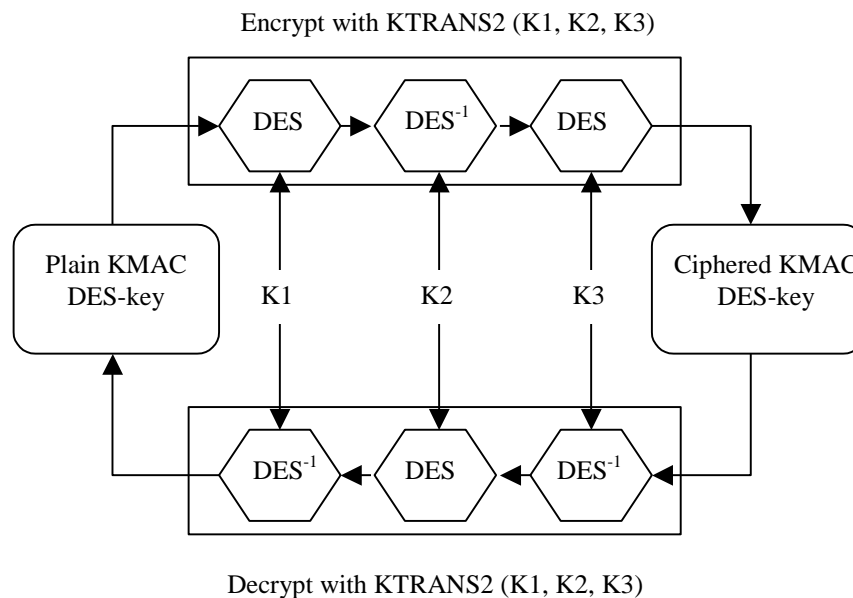 Encrypt with KTRANS2 (K1, K2, K3)
DES DES⁻¹ DES
Plain KMAC
DES-key
K1 K2 K3
Ciphered KMAC
DES-key
DES⁻¹ DES DES⁻¹
Decrypt with KTRANS2 (K1, K2, K3)